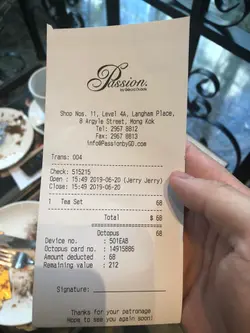 Passion.
by GÉRARD DUBOIS
Shop Nos. 11, Level 4A, Langham Place,
8 Argyle Street, Mong Kok
Tel: 2967 8812
Fax: 2967 8813
info@PassionbyGD.com
Trans: 004
Check: 515215
Open : 15:49 2019-06-20 (Jerry Jerry)
Close: 15:49 2019-06-20
1 Tea Set 68
Total $ 68
Octopus 68
Device no. : 501EAB
Octopus card no. : 14915886
Amount deducted : 68
Remaining value : 212
Signature:
Thanks for your patronage
Hope to see you again soon!